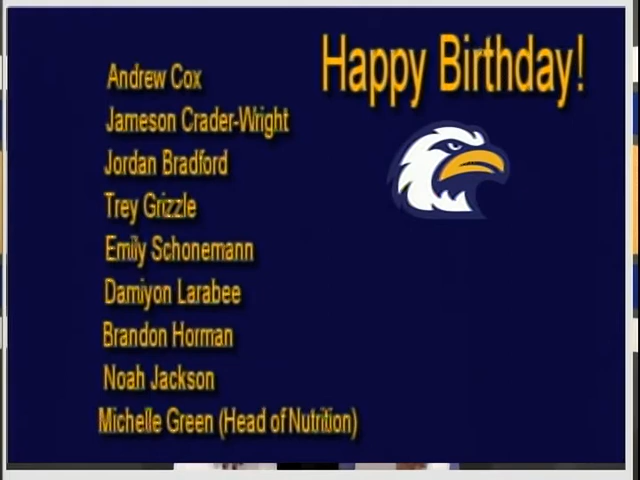 Happy Birthday!
Andrew Cox
Jameson Crader-Wright
Jordan Bradford
Trey Grizzle
Emily Schonemann
Damiyon Larabee
Brandon Horman
Noah Jackson
Michelle Green (Head of Nutrition)